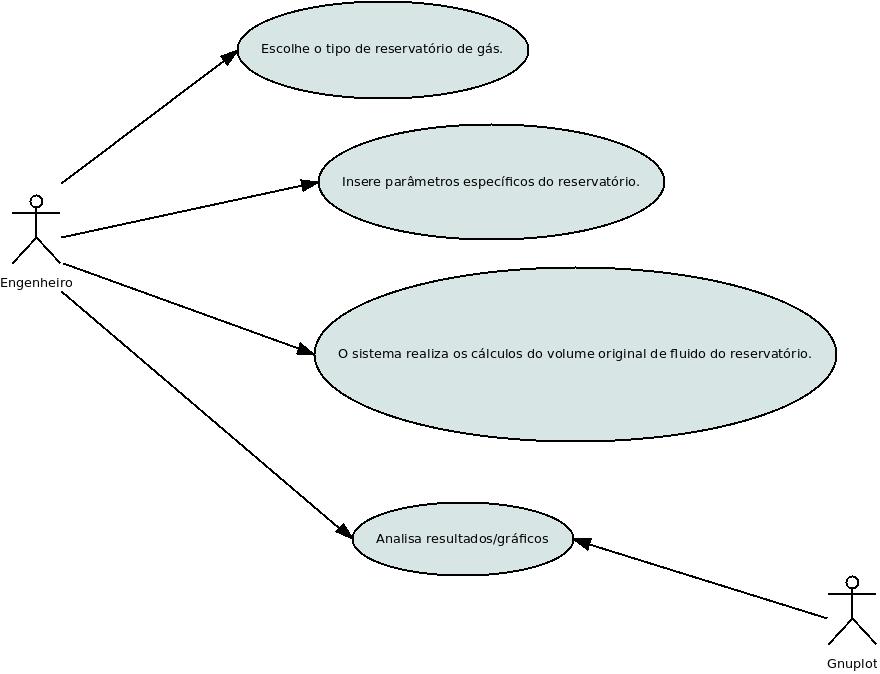 Escolhe o tipo de reservatório de gás.
Insere parâmetros específicos do reservatório.
Engenheiro
O sistema realiza os cálculos do volume original de fluido do reservatório.
Analisa resultados/gráficos
Gnuplot